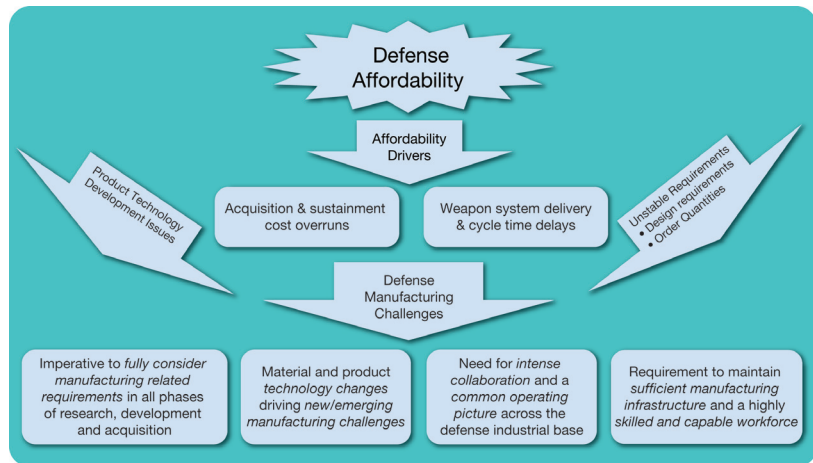 Defense
Affordability
Affordability
Drivers
Product Technology
Development Issues
Acquisition & sustainment
cost overruns
Weapon system delivery
& cycle time delays
Unstable Requirements
• Design requirements
• Order Quantities
Defense
Manufacturing
Challenges
Imperative to fully consider
manufacturing related
requirements in all phases
of research, development
and acquisition
Material and product
technology changes
driving new/emerging
manufacturing challenges
Need for intense
collaboration and a
common operating
picture across the
defense industrial base
Requirement to maintain
sufficient manufacturing
infrastructure and a highly
skilled and capable workforce